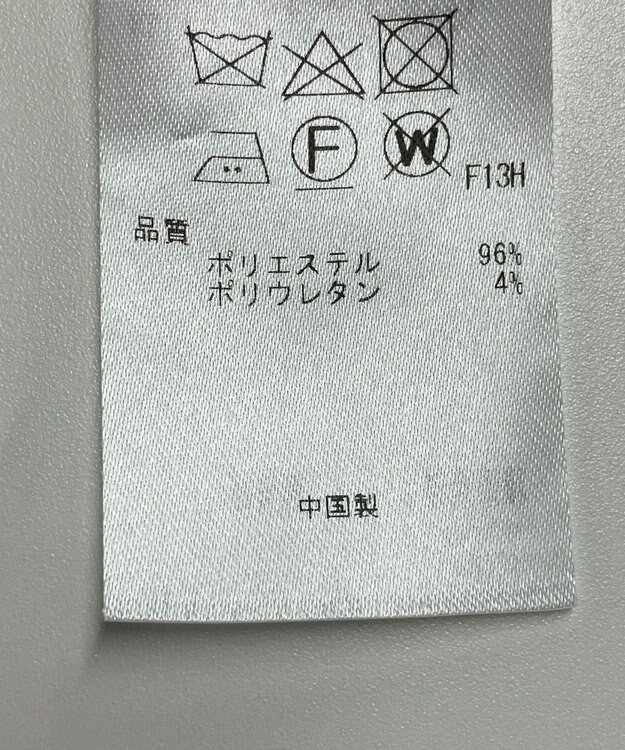 F W F13H
品質
ポリエステル 96%
ポリウレタン 4%
中国製